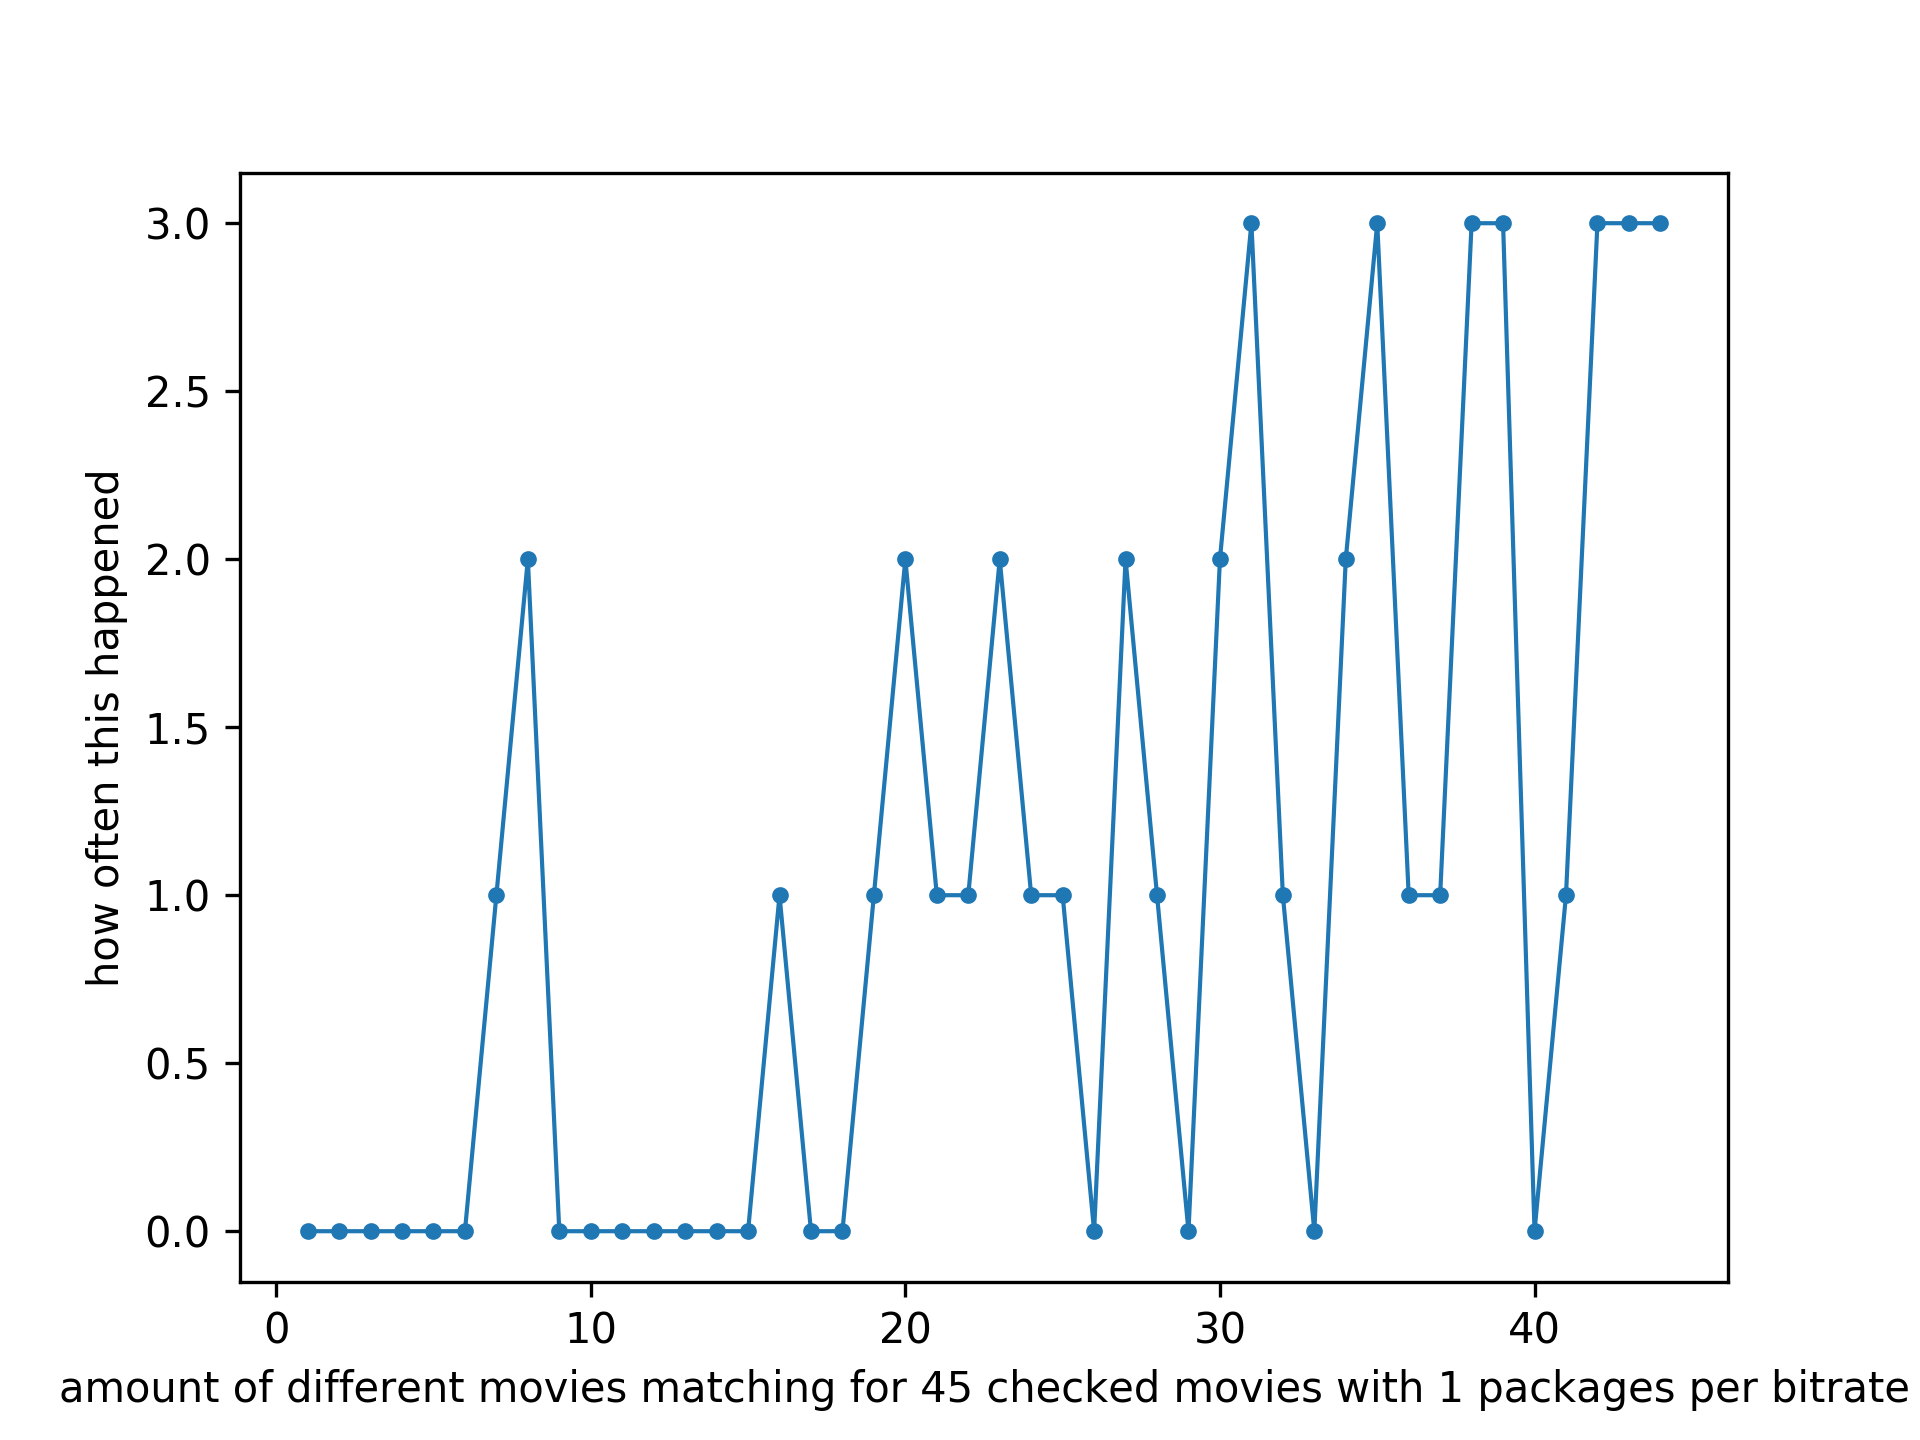 3.0
2.5
2.0
1.5
1.0
0.5
0.0
how often this happened
0 10 20 30 40
amount of different movies matching for 45 checked movies with 1 packages per bitrate